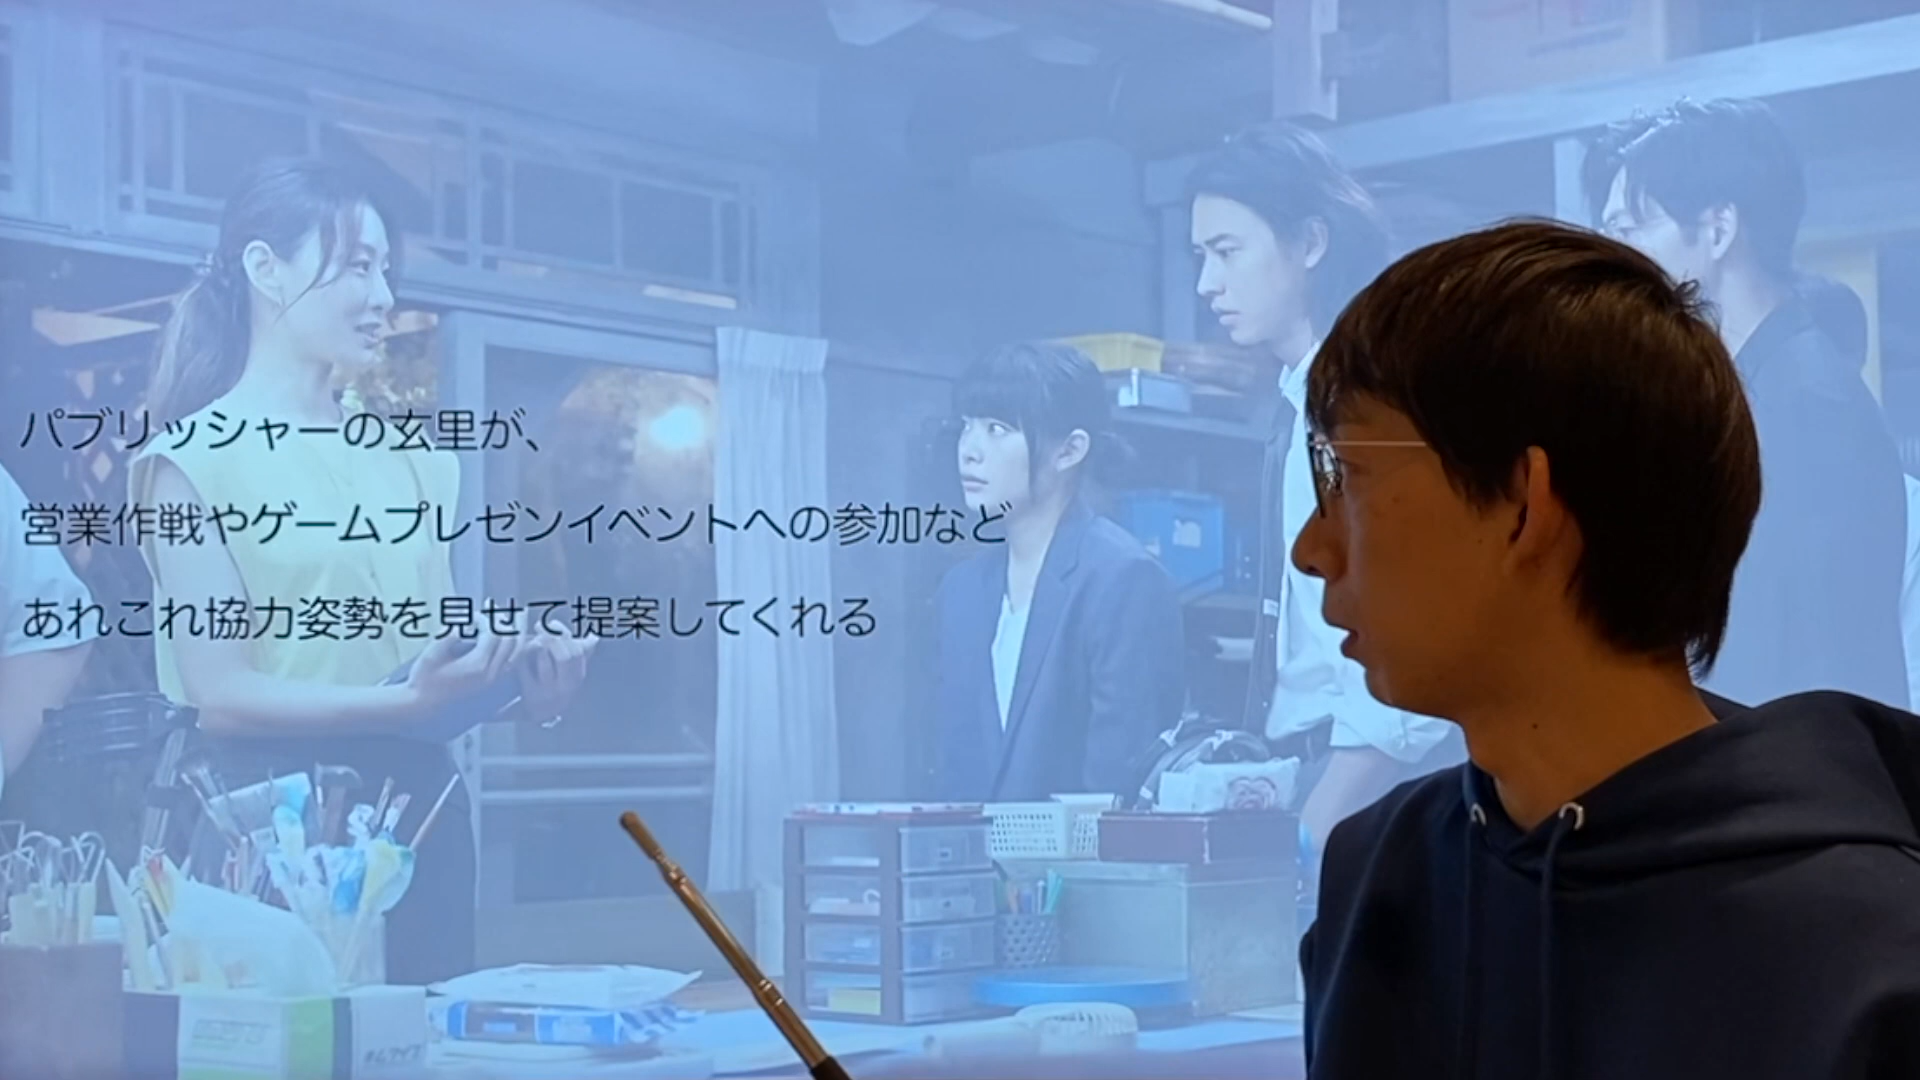 パブリッシャーの玄里が、
営業作戦やゲームプレゼンイベントへの参加など
あれこれ協力姿勢を見せて提案してくれる